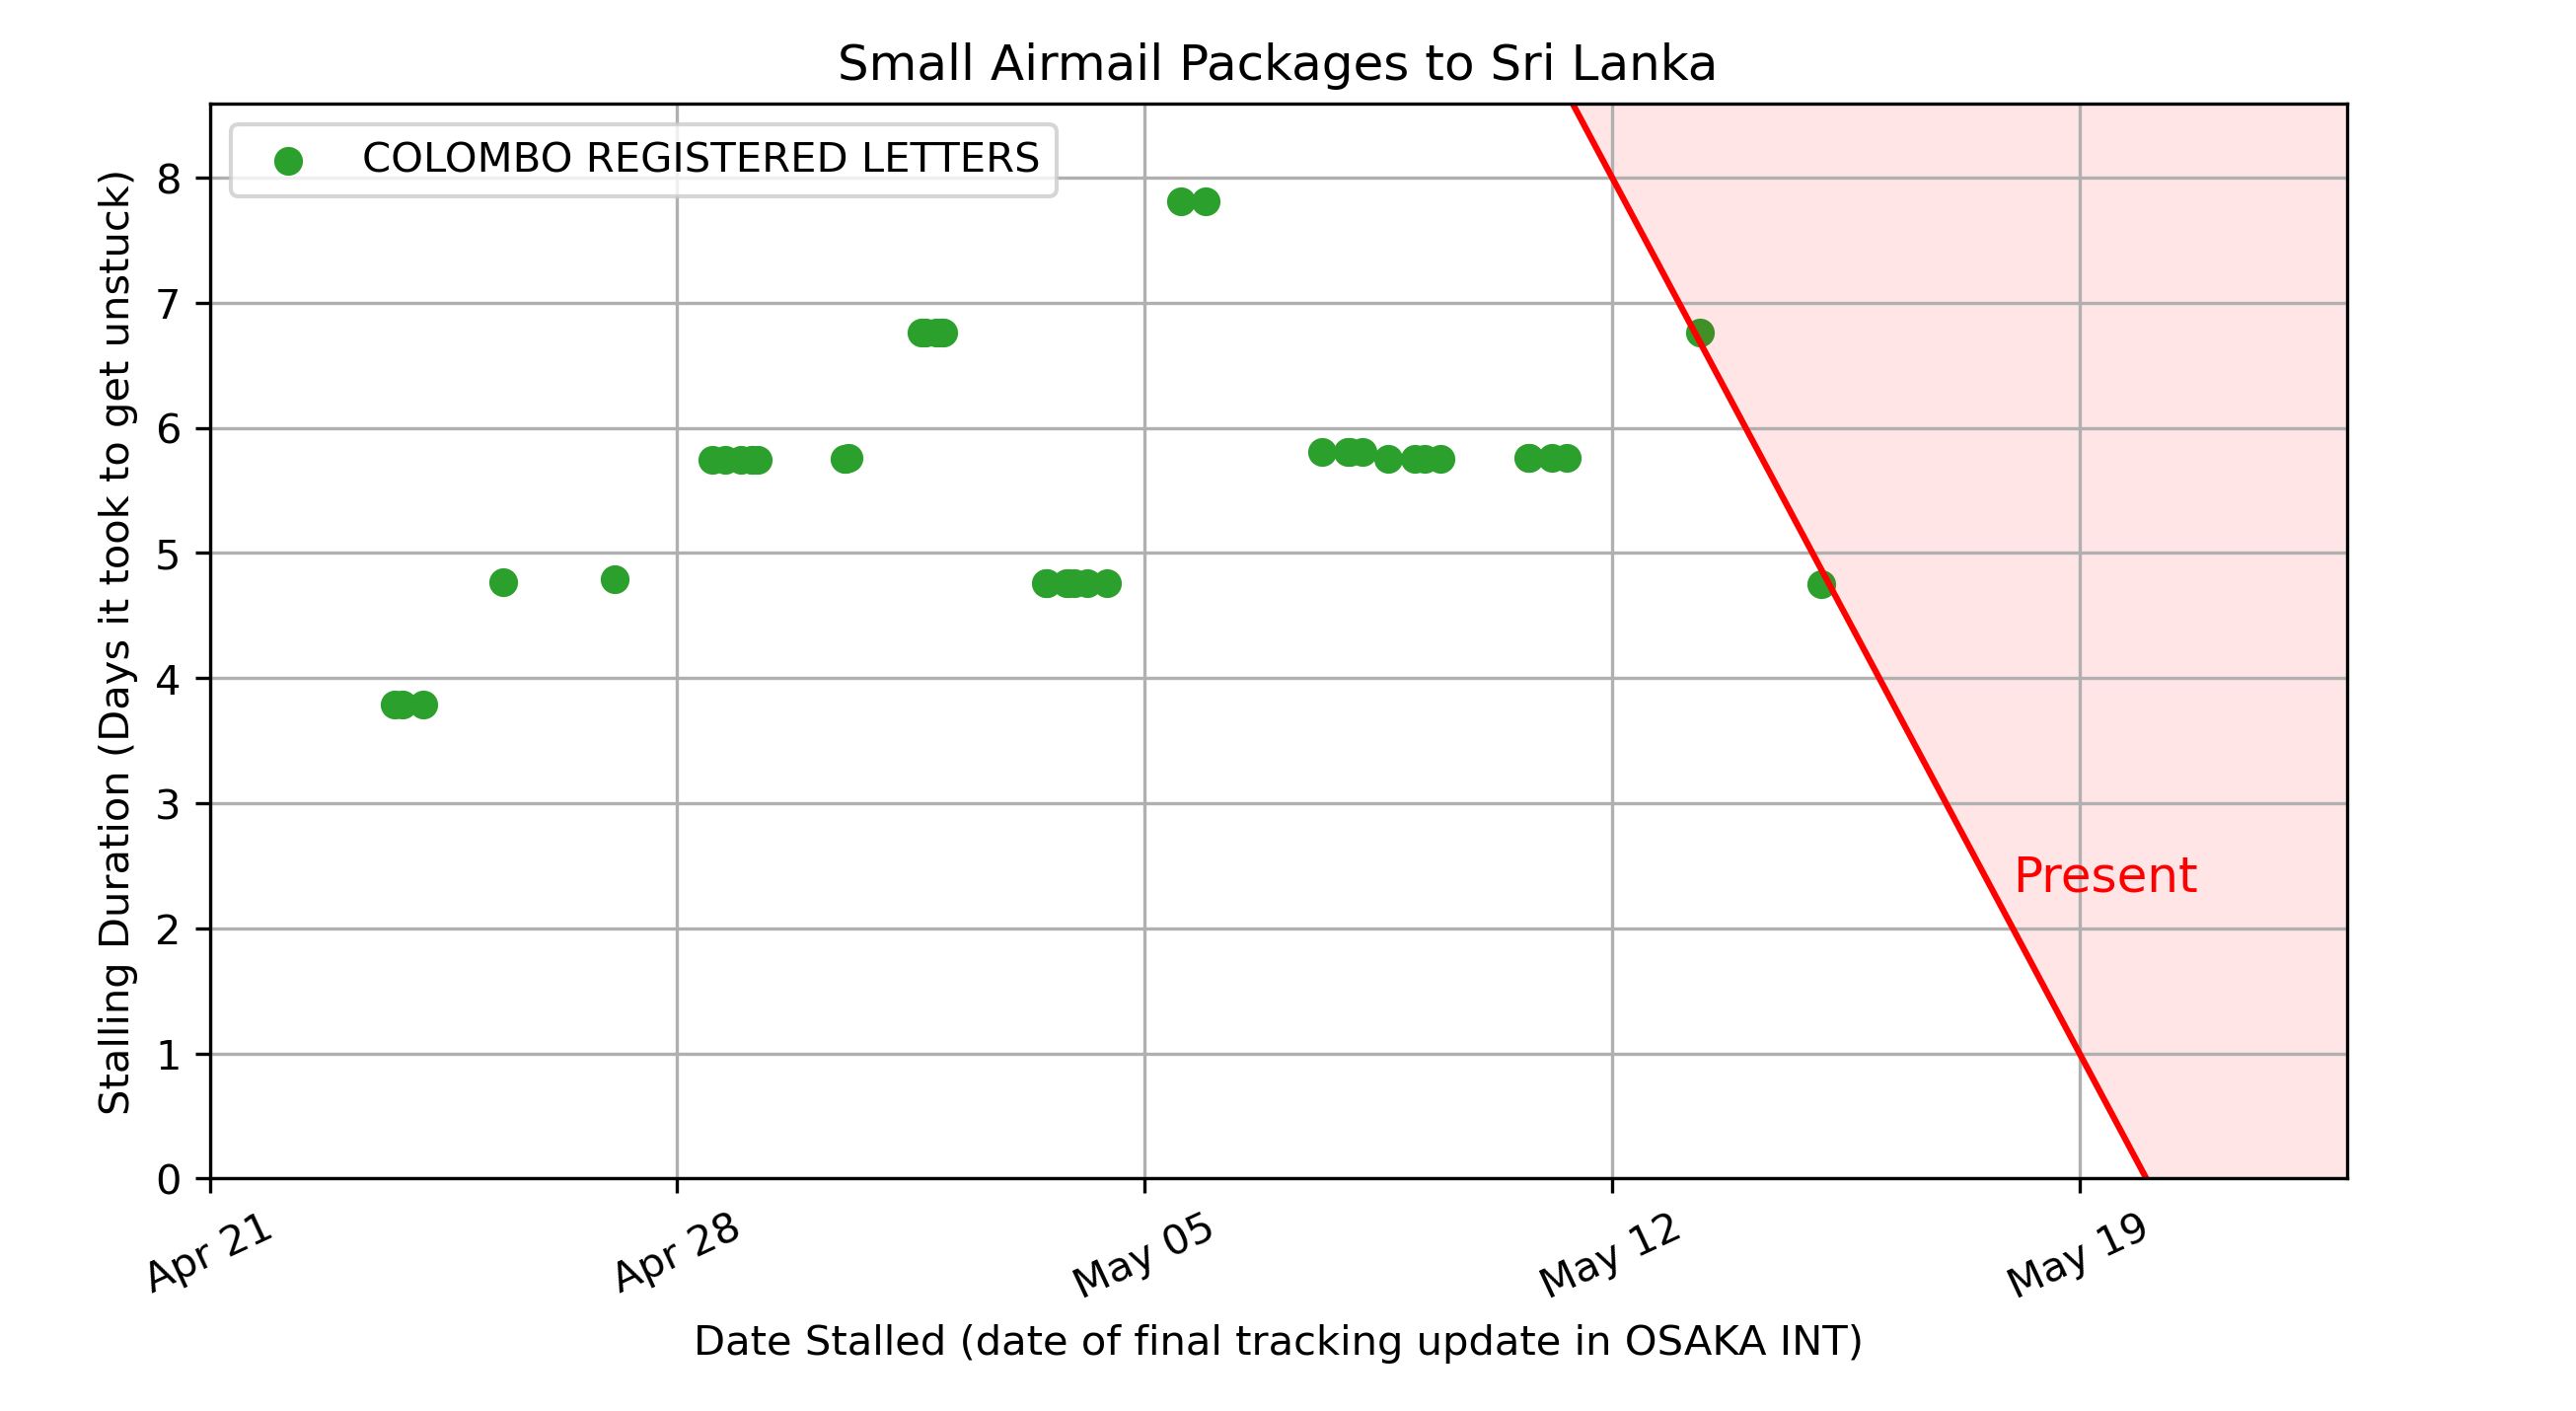 Small Airmail Packages to Sri Lanka
COLOMBO REGISTERED LETTERS
Stalling Duration (Days it took to get unstuck)
8
7
6
5
4
3
2
1
0
Present
Apr 21
Apr 28
May 05
May 12
May 19
Date Stalled (date of final tracking update in OSAKA INT)